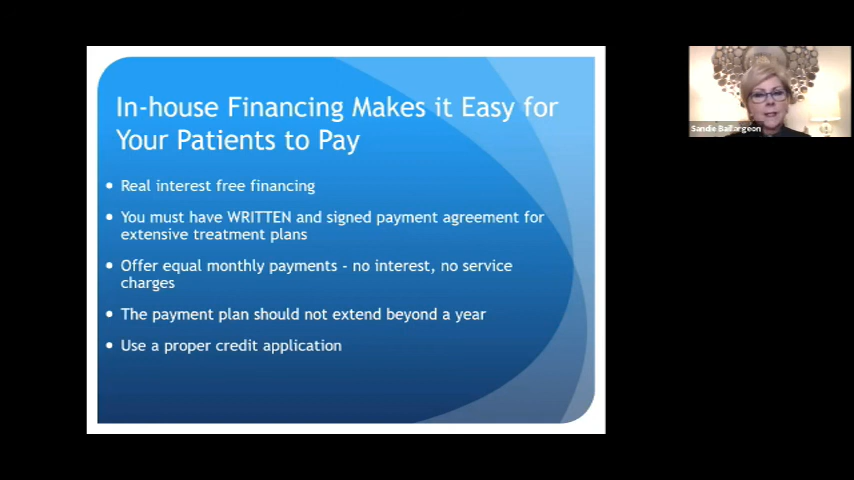 In-house Financing Makes it Easy for
Your Patients to Pay
• Real interest free financing
• You must have WRITTEN and signed payment agreement for
extensive treatment plans
• Offer equal monthly payments - no interest, no service
charges
• The payment plan should not extend beyond a year
• Use a proper credit application
Sandie Baillargeon